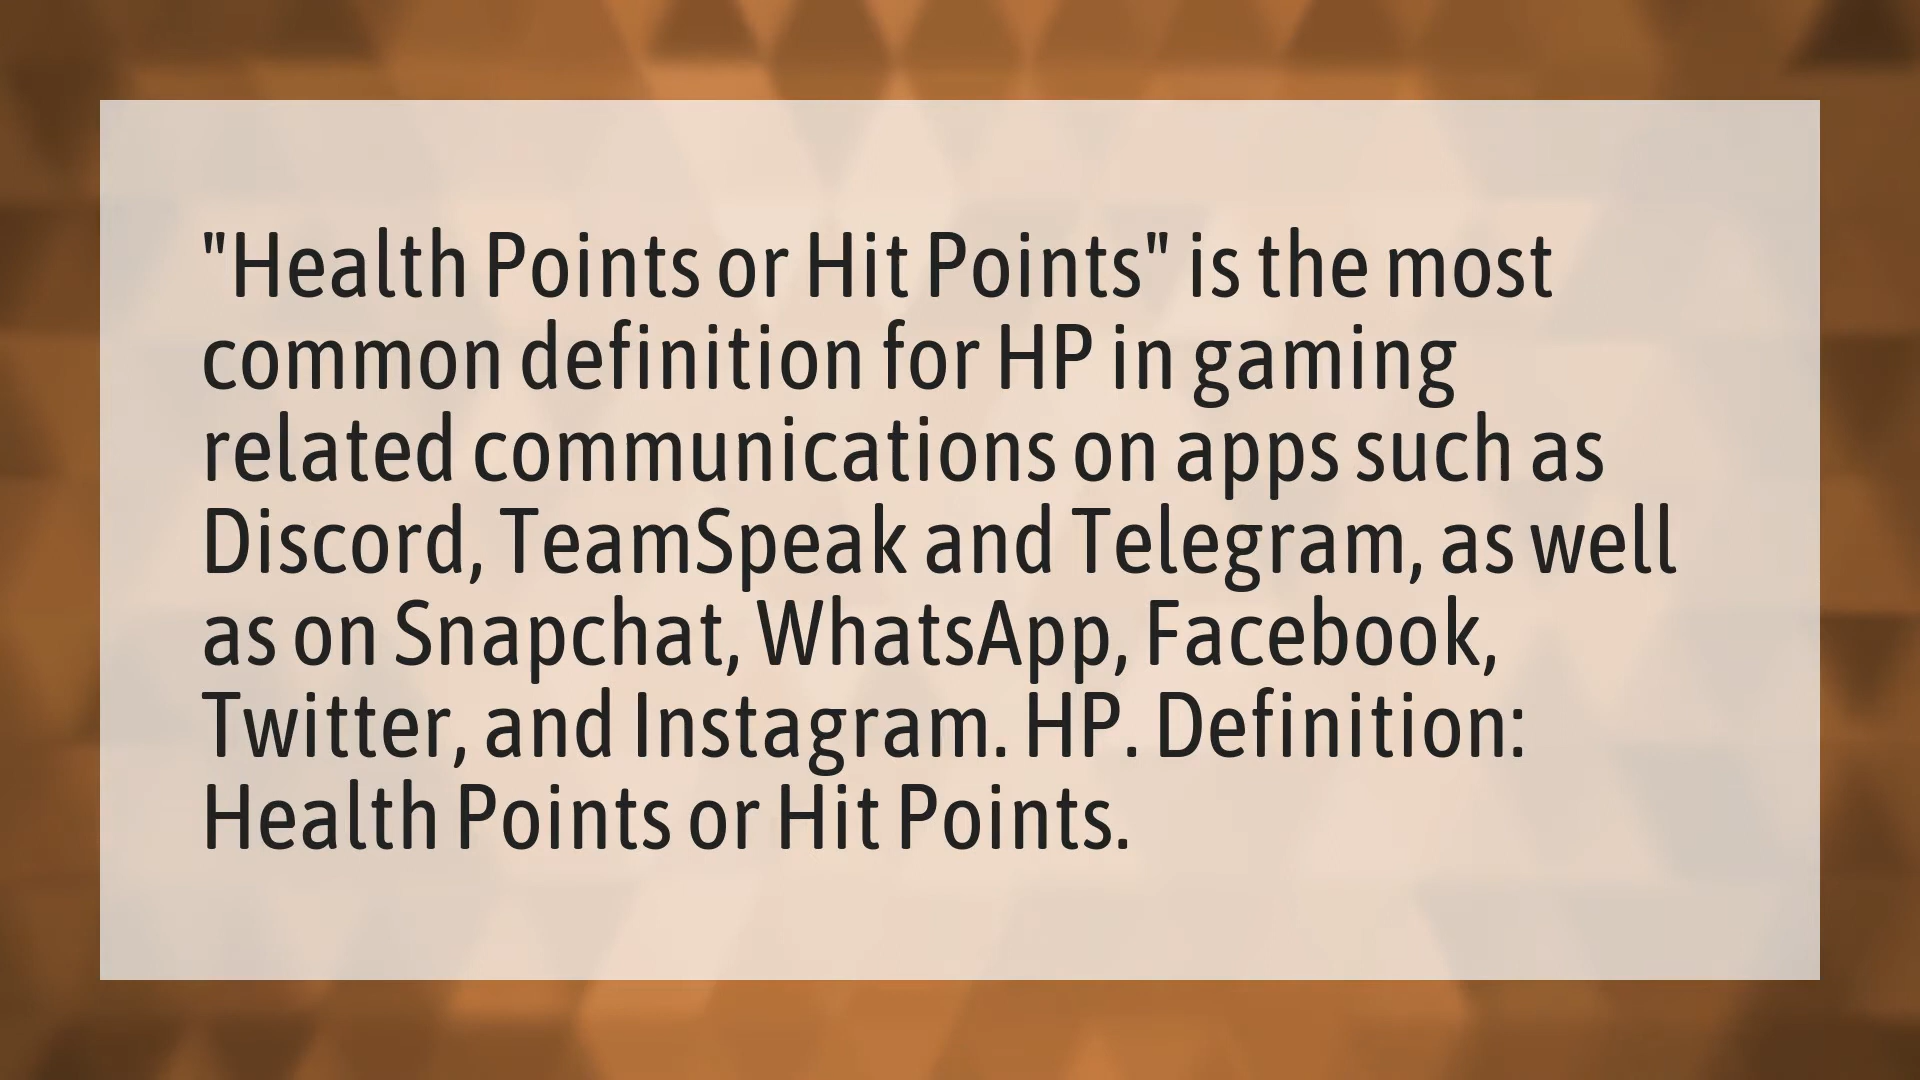 "Health Points or Hit Points" is the most
common definition for HP in gaming
related communications on apps such as
Discord, TeamSpeak and Telegram, as well
as on Snapchat, WhatsApp, Facebook,
Twitter, and Instagram. HP. Definition:
Health Points or Hit Points.